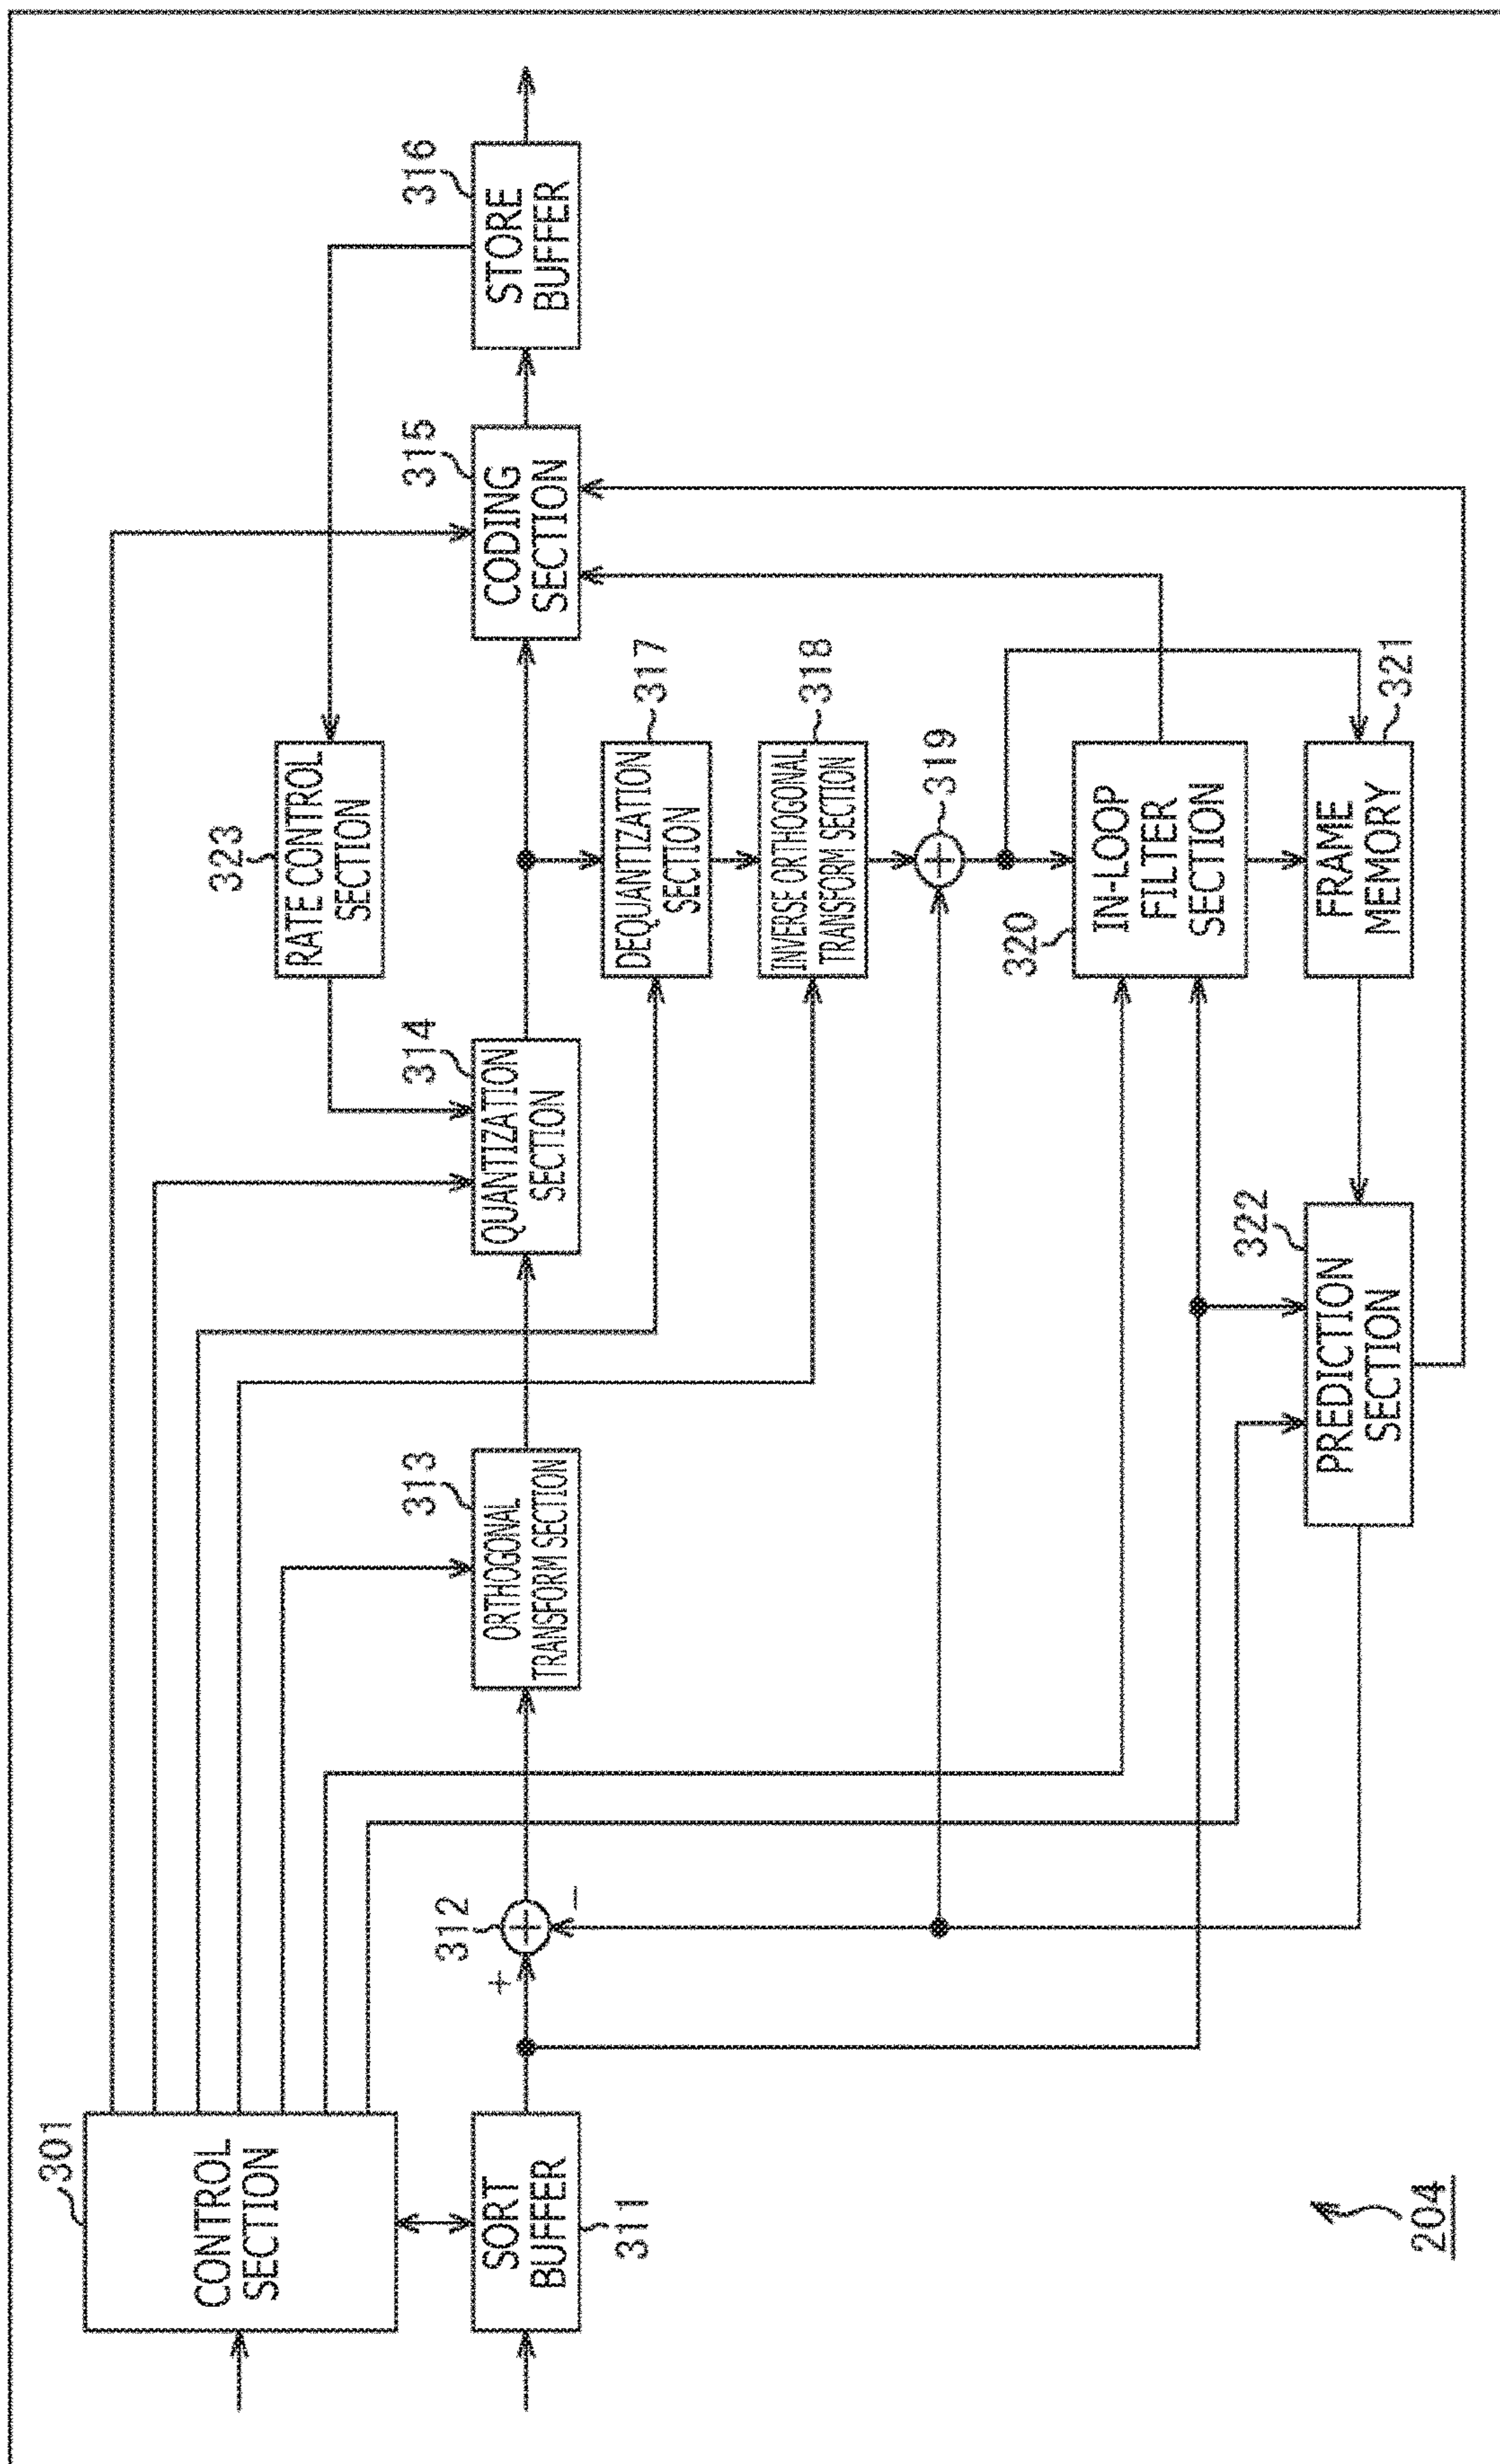 301
CONTROL
SECTION
SORT
BUFFER
311
312
+
−
313
ORTHOGONAL
TRANSFORM SECTION
314
QUANTIZATION
SECTION
323
RATE CONTROL
SECTION
315
CODING
SECTION
316
STORE
BUFFER
DEQUANTIZATION
SECTION
317
INVERSE ORTHOGONAL
TRANSFORM SECTION
318
319
320
IN-LOOP
FILTER
SECTION
FRAME
MEMORY
321
322
PREDICTION
SECTION
204